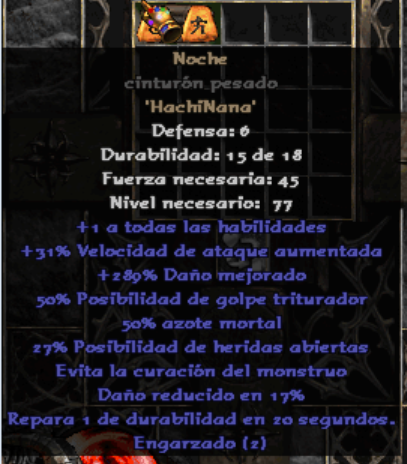 Noche
cinturón pesado
'HachiNana'
Defensa: 6
Durabilidad: 15 de 18
Fuerza necesaria: 45
Nivel necesario: 77
+1 a todas las habilidades
+31% Velocidad de ataque aumentada
+289% Daño mejorado
50% Posibilidad de golpe triturador
50% azote mortal
27% Posibilidad de heridas abiertas
Evita la curación del monstruo
Daño reducido en 17%
Repara 1 de durabilidad en 20 segundos.
Engarzado (2)